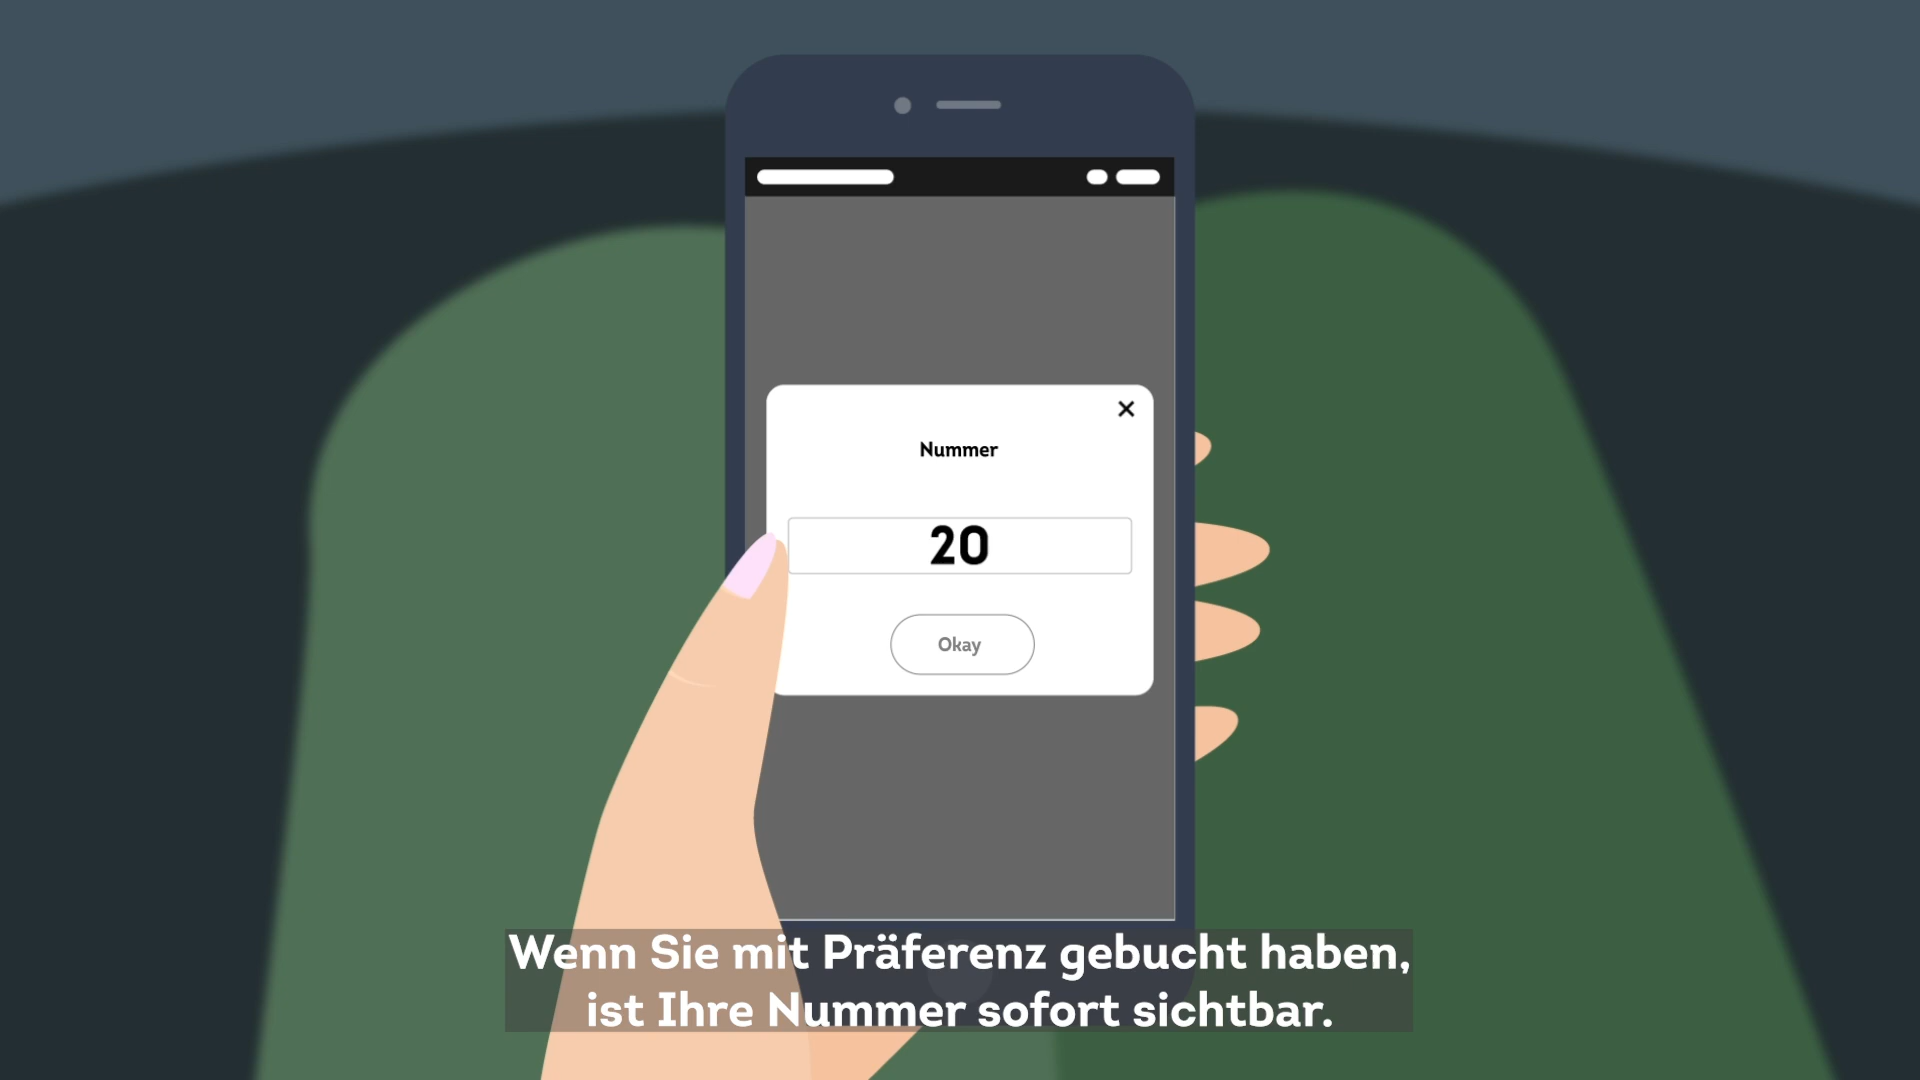 Nummer
20
Okay
Wenn Sie mit Präferenz gebucht haben,
ist Ihre Nummer sofort sichtbar.